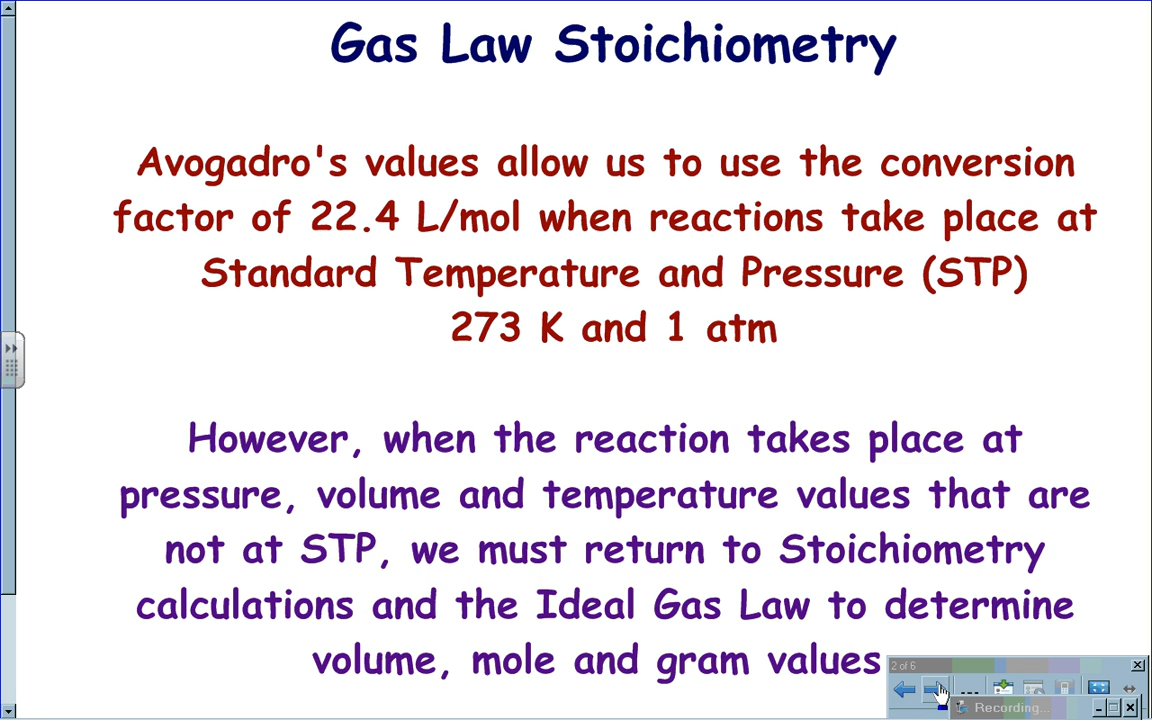 Gas Law Stoichiometry
Avogadro's values allow us to use the conversion
factor of 22.4 L/mol when reactions take place at
Standard Temperature and Pressure (STP)
273 K and 1 atm
However, when the reaction takes place at
pressure, volume and temperature values that are
not at STP, we must return to Stoichiometry
calculations and the Ideal Gas Law to determine
volume, mole and gram values
2 of 6
Recording...